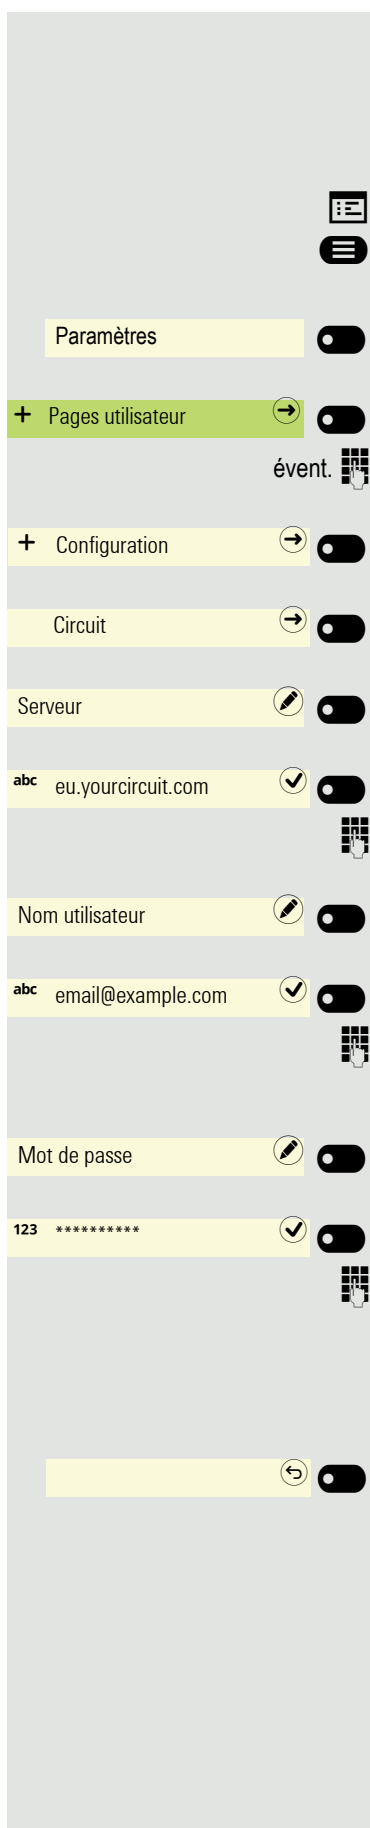 Paramètres
+ Pages utilisateur
évent.
+ Configuration
Circuit
Serveur
abc eu.yourcircuit.com
Nom utilisateur
abc email@example.com
Mot de passe
123 **********